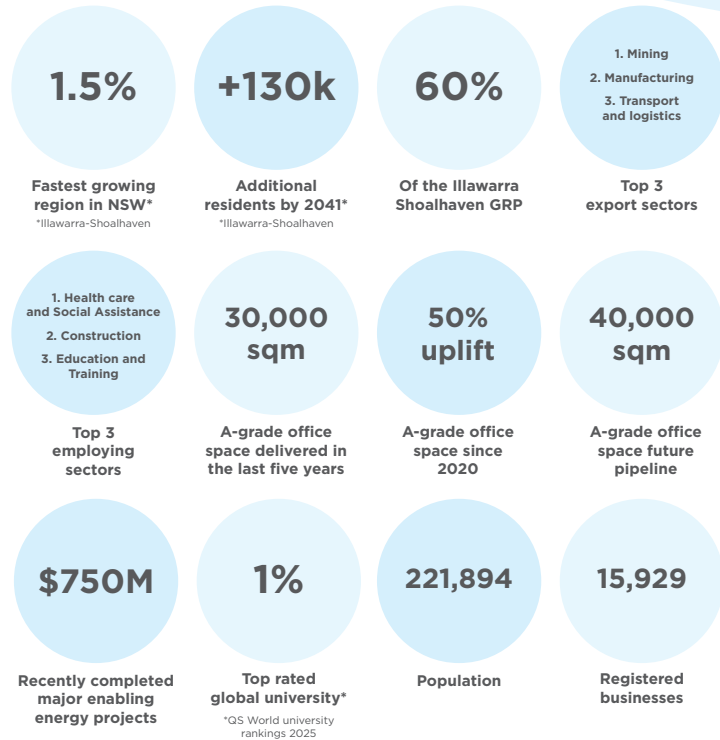 1.5%
Fastest growing
region in NSW*
*Illawarra-Shoalhaven
+130k
Additional
residents by 2041*
*Illawarra-Shoalhaven
60%
Of the Illawarra
Shoalhaven GRP
1. Mining
2. Manufacturing
3. Transport
and logistics
Top 3
export sectors
1. Health care
and Social Assistance
2. Construction
3. Education and
Training
Top 3
employing
sectors
30,000
sqm
A-grade office
space delivered in
the last five years
50%
uplift
A-grade office
space since
2020
40,000
sqm
A-grade office
space future
pipeline
$750M
Recently completed
major enabling
energy projects
1%
Top rated
global university*
*QS World university
rankings 2025
221,894
Population
15,929
Registered
businesses